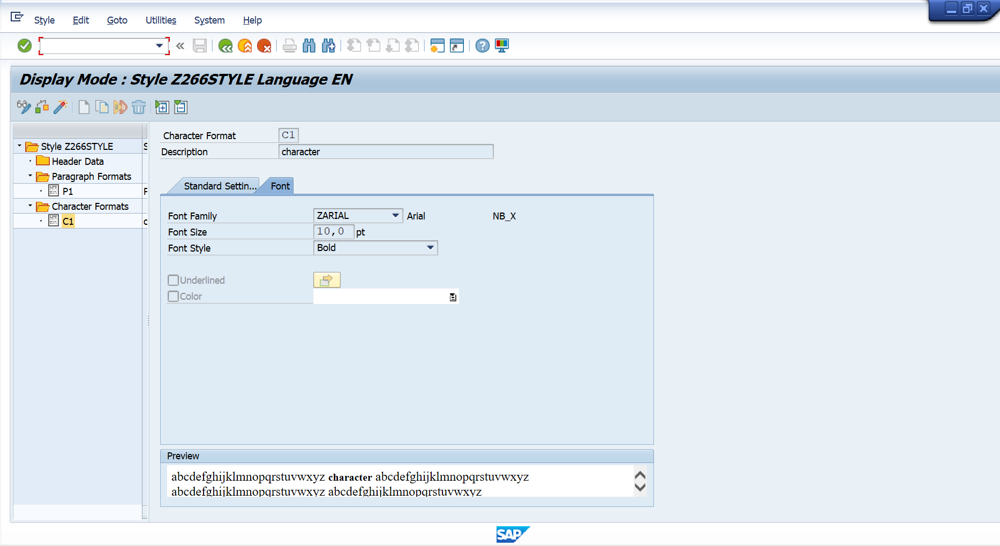 Style Edit Goto Utilities System Help
Display Mode : Style Z266STYLE Language EN
Style Z266STYLE S
Header Data
Paragraph Formats
P1 P
Character Formats
C1 c
Character Format C1
Description character
Standard Settin... Font
Font Family ZARIAL Arial NB_X
Font Size 10,0 pt
Font Style Bold
Underlined
Color
Preview
abcdefghijklmnopqrstuvwxyz character abcdefghijklmnopqrstuvwxyz
abcdefghijklmnopqrstuvwxyz abcdefghijklmnopqrstuvwxyz
SAP